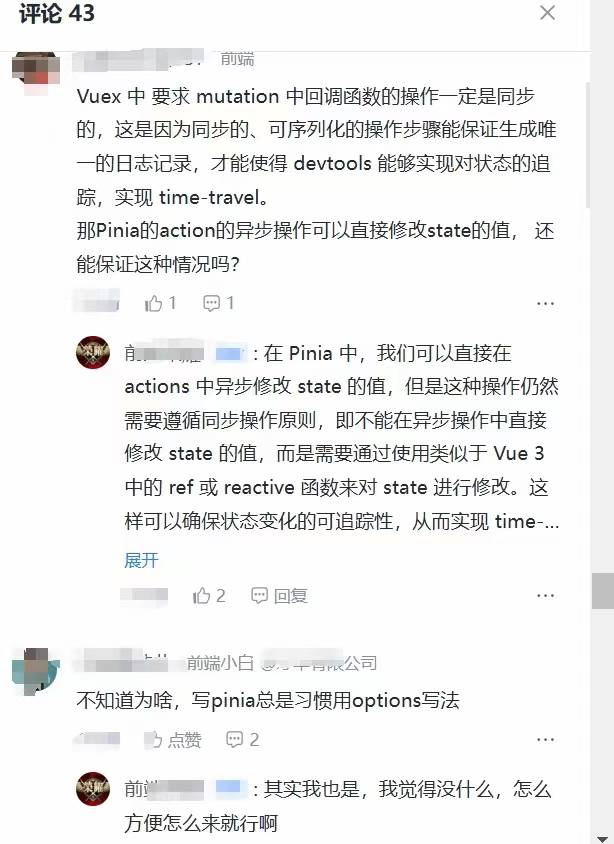 评论 43
前端
Vuex 中 要求 mutation 中回调函数的操作一定是同步
的，这是因为同步的、可序列化的操作步骤能保证生成唯
一的日志记录，才能使得 devtools 能够实现对状态的追
踪，实现 time-travel。
那Pinia的action的异步操作可以直接修改state的值， 还
能保证这种情况吗？
1 1
前 : 在 Pinia 中，我们可以直接在
actions 中异步修改 state 的值，但是这种操作仍然
需要遵循同步操作原则，即不能在异步操作中直接
修改 state 的值，而是需要通过使用类似于 Vue 3
中的 ref 或 reactive 函数来对 state 进行修改。这
样可以确保状态变化的可追踪性，从而实现 time-...
展开
2 回复
前端小白 @ 公司
不知道为啥，写pinia总是习惯用options写法
点赞 2
前端 : 其实我也是，我觉得没什么，怎么
方便怎么来就行啊